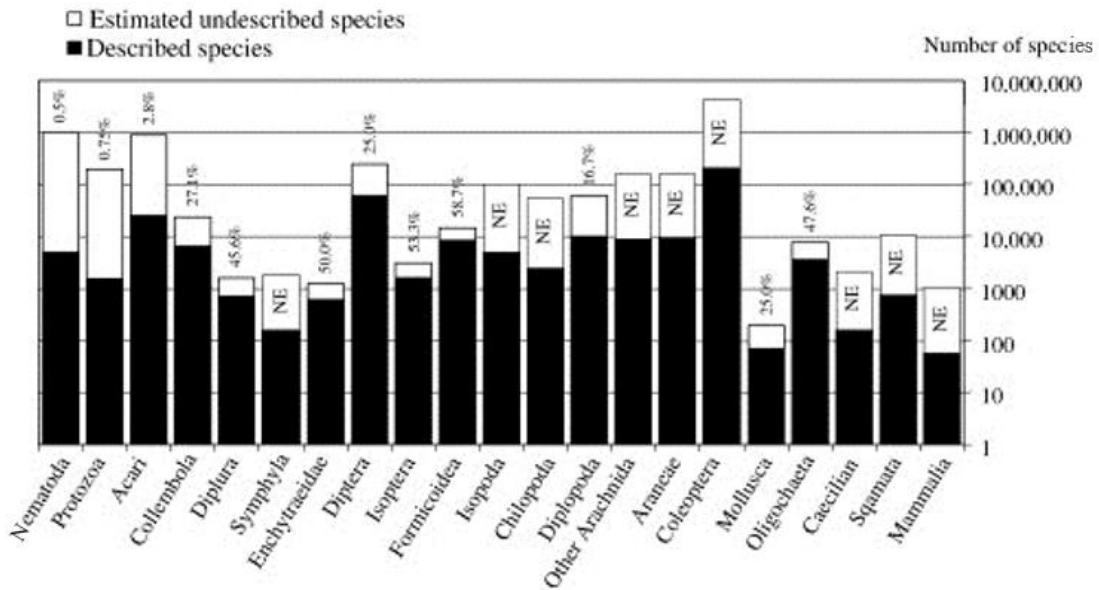 Estimated undescribed species
Described species
Number of species
10,000,000
1,000,000
100,000
10,000
1000
100
10
1
0.5%
0.75%
2.8%
27.1%
45.6%
NE
50.0%
25.0%
53.3%
58.7%
NE
NE
16.7%
NE
NE
NE
25.0%
47.6%
NE
NE
NE
Nematoda
Protozoa
Acari
Collembola
Diplura
Symphyla
Enchytracidae
Diptera
Isoptera
Formicoidea
Isopoda
Chilopoda
Diplopoda
Other Arachnida
Araneae
Coleoptera
Mollusca
Oligochaeta
Caecilian
Sqamata
Mammalia